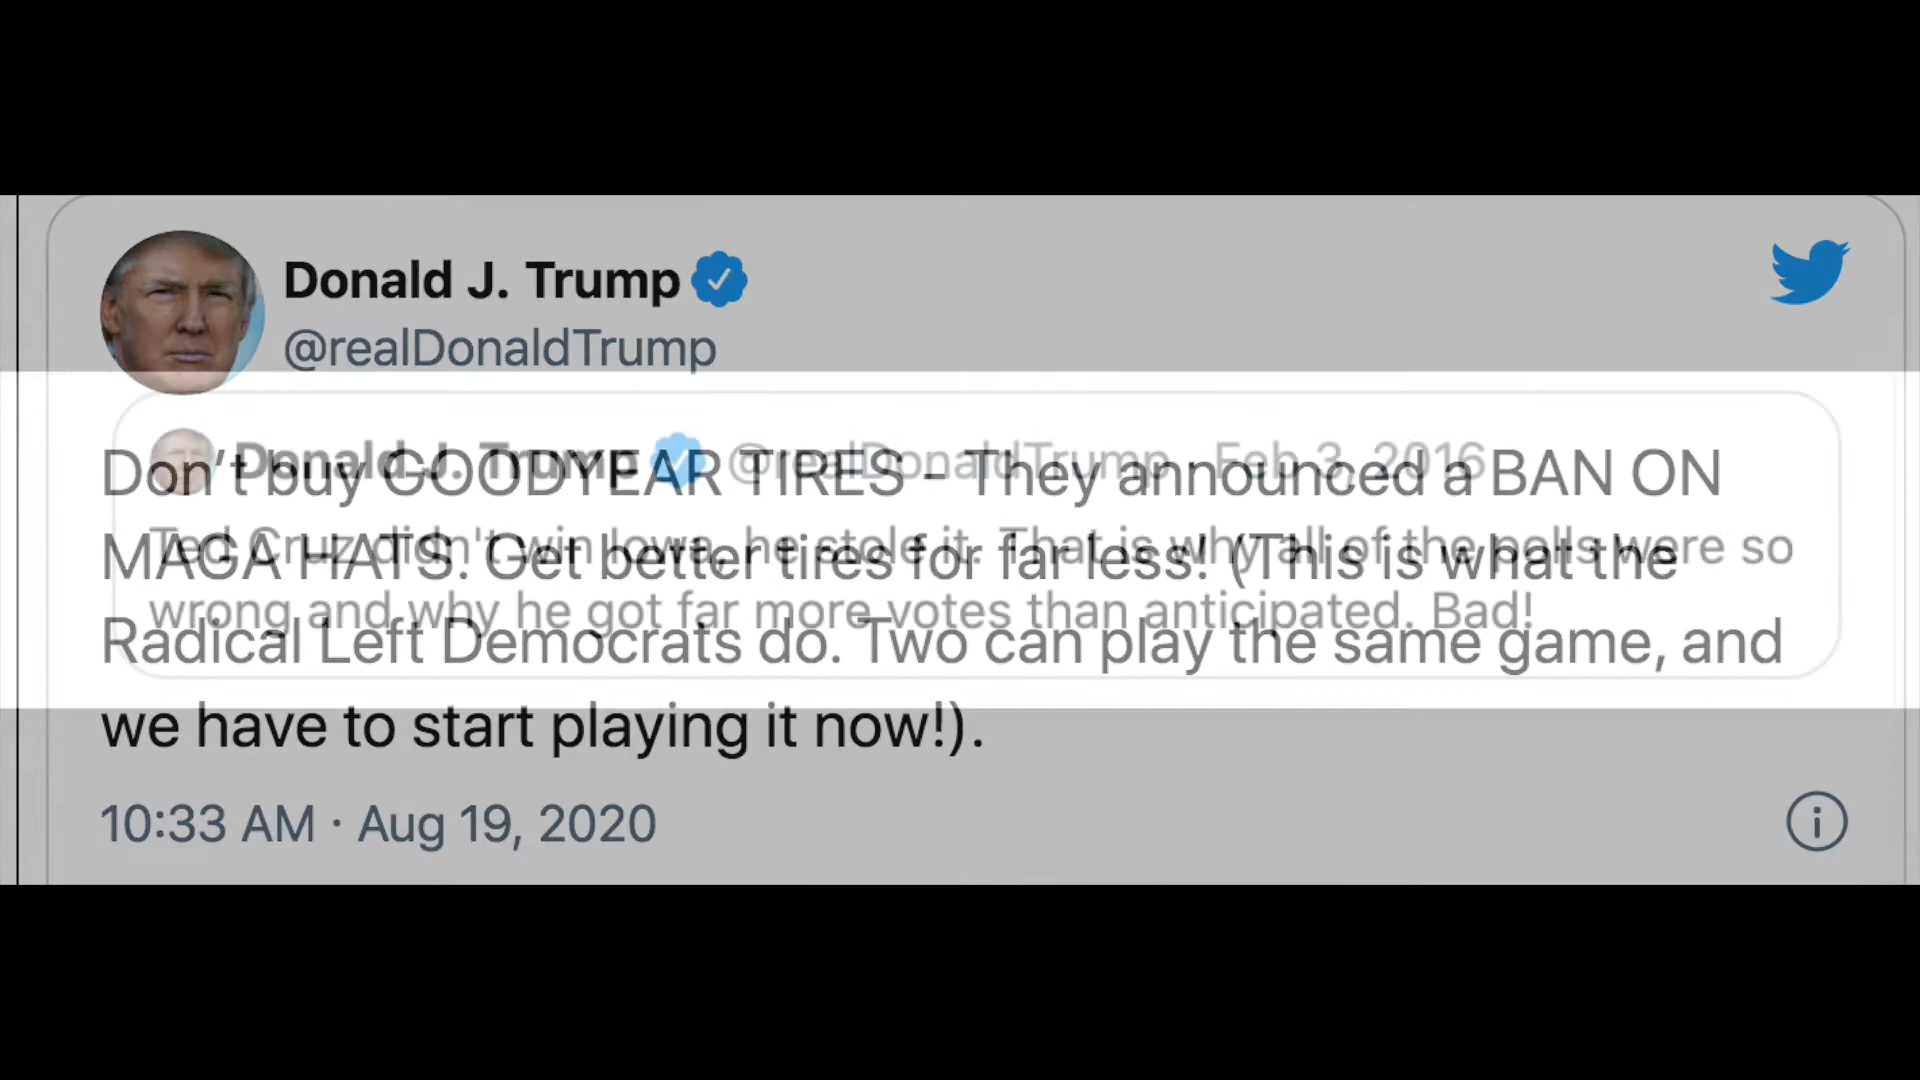 Donald J. Trump
@realDonaldTrump
Don't buy GOODYEAR TIRES - They announced a BAN ON
MAGA HATS. Get better tires for far less! (This is what the
Radical Left Democrats do. Two can play the same game, and
we have to start playing it now!).
10:33 AM · Aug 19, 2020
Donald J. Trump @realDonaldTrump · Feb 3, 2016
Ted Cruz didn't win Iowa, he stole it. That is why all of the polls were so
wrong and why he got far more votes than anticipated. Bad!